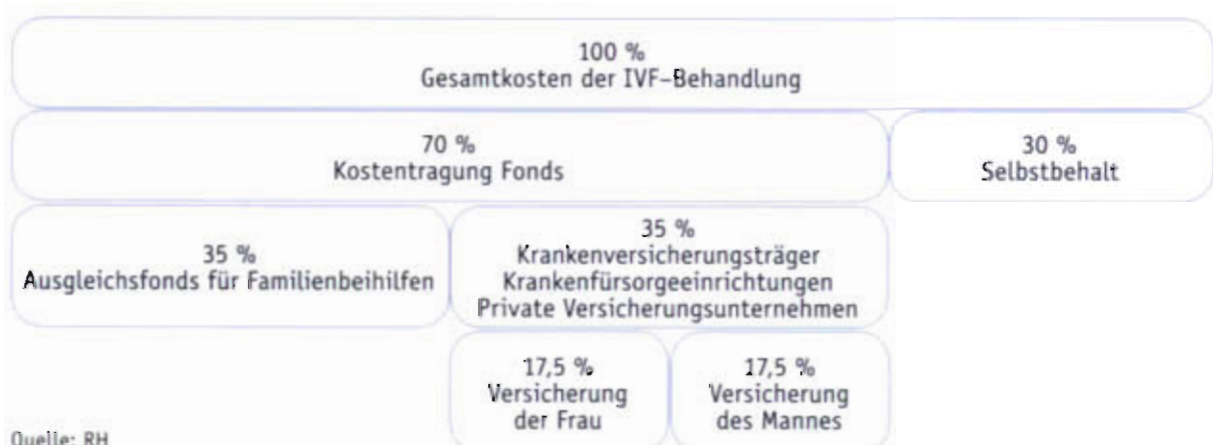 100 %
Gesamtkosten der IVF–Behandlung
70 %
Kostentragung Fonds
30 %
Selbstbehalt
35 %
Ausgleichsfonds für Familienbeihilfen
35 %
Krankenversicherungsträger
Krankenfürsorgeeinrichtungen
Private Versicherungsunternehmen
17,5 %
Versicherung
der Frau
17,5 %
Versicherung
des Mannes
Quelle: RH